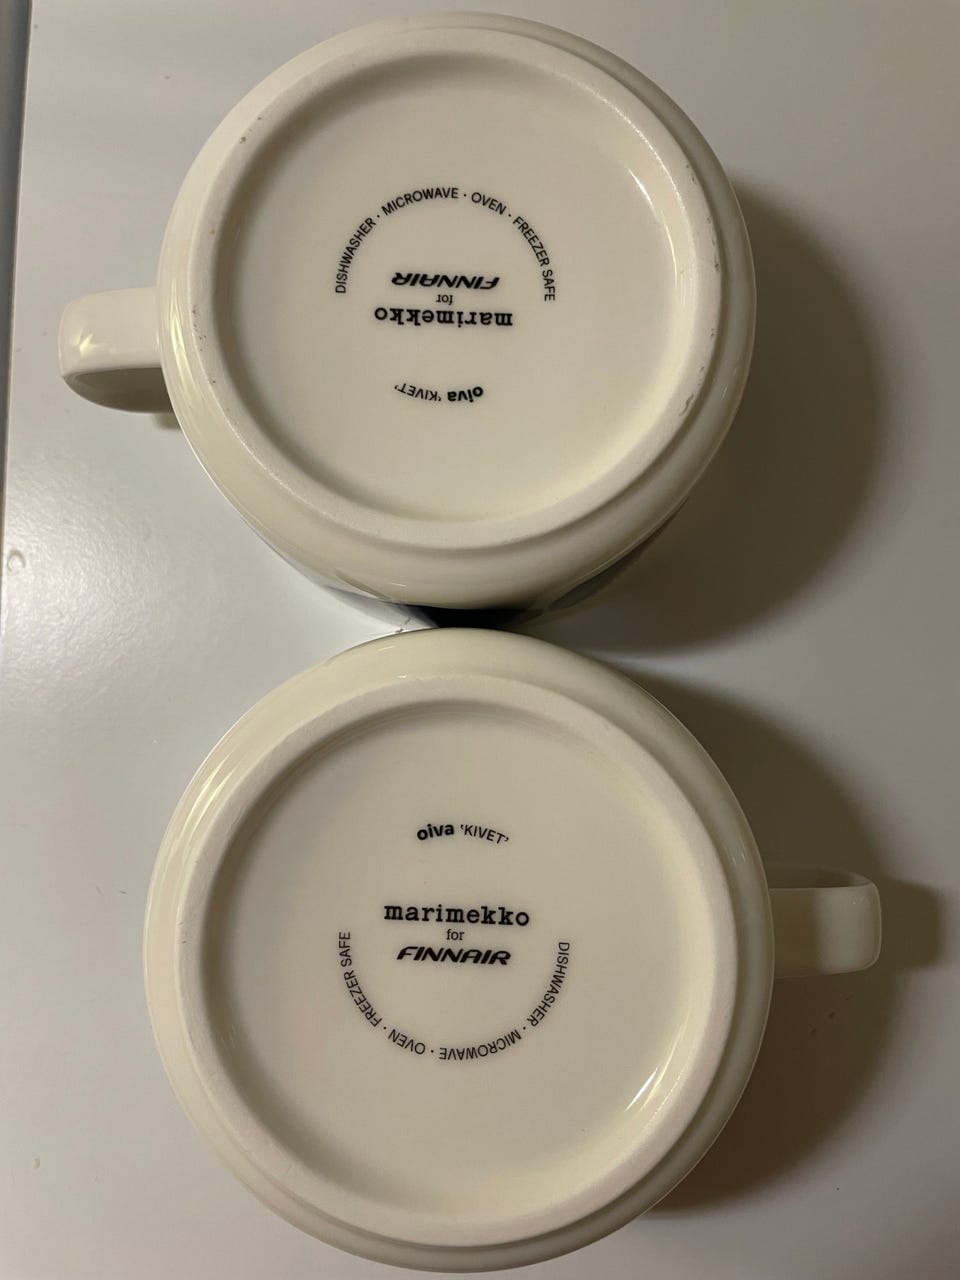 DISHWASHER · MICROWAVE · OVEN · FREEZER SAFE
FINNAIR
for
marimekko
oiva 'KIVET'
oiva 'KIVET'
marimekko
for
FINNAIR
DISHWASHER · MICROWAVE · OVEN · FREEZER SAFE